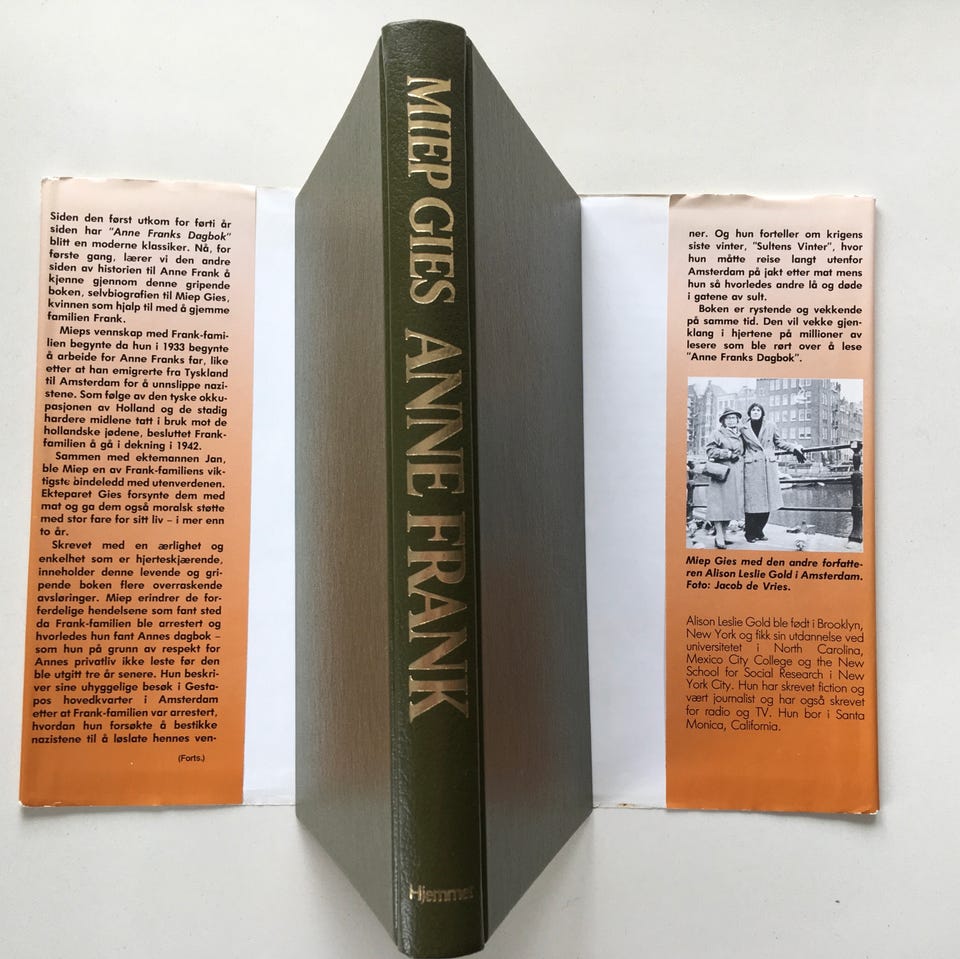 Siden den først utkom for førti år
siden har "Anne Franks Dagbok"
blitt en moderne klassiker. Nå, for
første gang, lærer vi den andre
siden av historien til Anne Frank å
kjenne gjennom denne gripende
boken, selvbiografien til Miep Gies,
kvinnen som hjalp til med å gjemme
familien Frank.
Mieps vennskap med Frank-fami-
lien begynte da hun i 1933 begynte
å arbeide for Anne Franks far, like
etter at han emigrerte fra Tyskland
til Amsterdam for å unnslippe nazi-
stene. Som følge av den tyske okku-
pasjonen av Holland og de stadig
hardere midlene tatt i bruk mot de
hollandske jødene, besluttet Frank-
familien å gå i dekning i 1942.
Sammen med ektemannen Jan,
ble Miep en av Frank-familiens vik-
tigste bindeledd med utenverdenen.
Ekteparet Gies forsynte dem med
mat og ga dem også moralsk støtte
med stor fare for sitt liv – i mer enn
to år.
Skrevet med en ærlighet og
enkelhet som er hjerteskjærende,
inneholder denne levende og gri-
pende boken flere overraskende
avsløringer. Miep erindrer de for-
ferdelige hendelsene som fant sted
da Frank-familien ble arrestert og
hvorledes hun fant Annes dagbok –
som hun på grunn av respekt for
Annes privatliv ikke leste før den
ble utgitt tre år senere. Hun beskri-
ver sine uhyggelige besøk i Gesta-
pos hovedkvarter i Amsterdam
etter at Frank-familien var arrestert,
hvordan hun forsøkte å bestikke
nazistene til å løslate hennes ven-
(Forts.)
MIEP GIES ANNE FRANK
Hjemmet
ner. Og hun forteller om krigens
siste vinter, "Sultens Vinter", hvor
hun måtte reise langt utenfor
Amsterdam på jakt etter mat mens
hun så hvorledes andre lå og døde
i gatene av sult.
Boken er rystende og vekkende
på samme tid. Den vil vekke gjen-
klang i hjertene på millioner av
lesere som ble rørt over å lese
"Anne Franks Dagbok".
Miep Gies med den andre forfatte-
ren Alison Leslie Gold i Amsterdam.
Foto: Jacob de Vries.
Alison Leslie Gold ble født i Brooklyn,
New York og fikk sin utdannelse ved
universitetet i North Carolina,
Mexico City College og the New
School for Social Research i New
York City. Hun har skrevet fiction og
vært journalist og har også skrevet
for radio og TV. Hun bor i Santa
Monica, California.